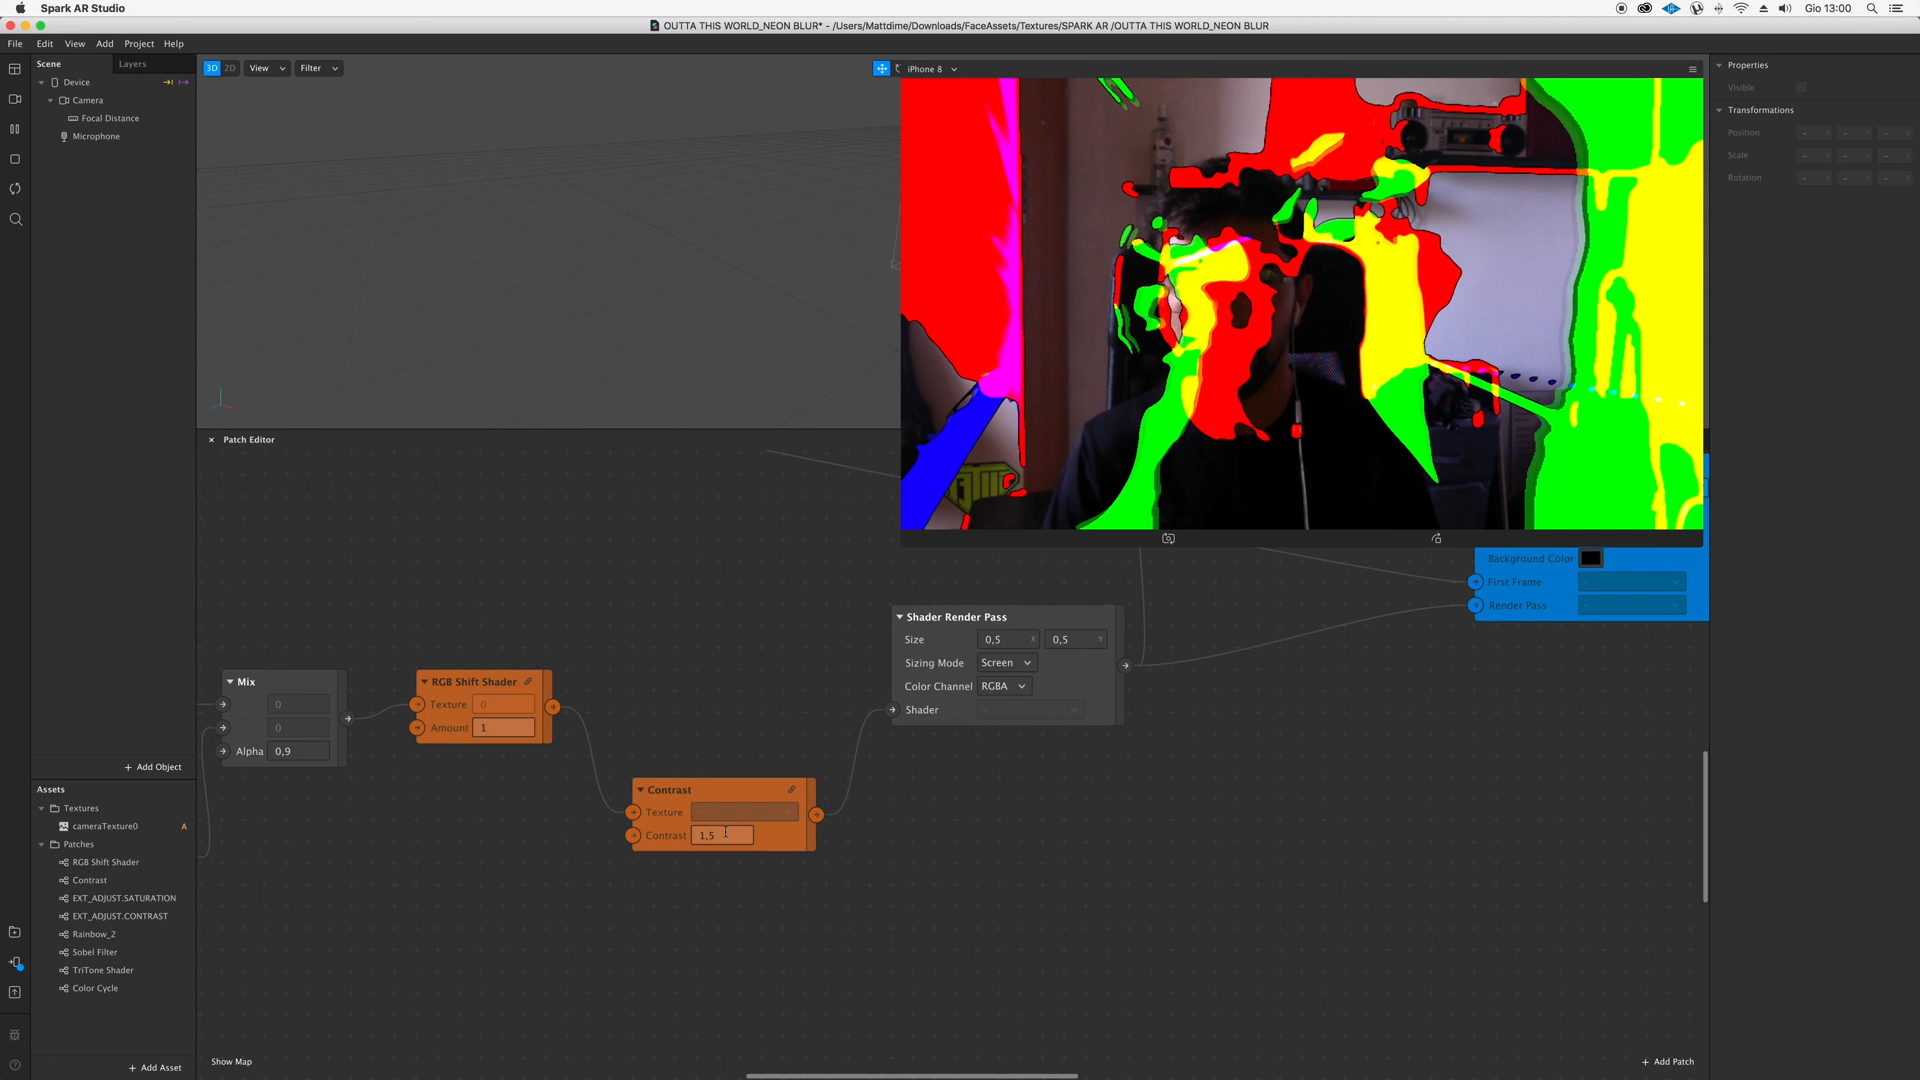 Spark AR Studio
Gio 13:00
OUTTA THIS WORLD_NEON BLUR* - /Users/Mattdime/Downloads/FaceAssets/Textures/SPARK AR /OUTTA THIS WORLD_NEON BLUR
File Edit View Add Project Help
Scene Layers
Device
Camera
Focal Distance
Microphone
+ Add Object
Assets
Textures
cameraTexture0 A
Patches
RGB Shift Shader
Contrast
EXT_ADJUST.SATURATION
EXT_ADJUST.CONTRAST
Rainbow_2
Sobel Filter
TriTone Shader
Color Cycle
+ Add Asset
3D 2D View Filter
iPhone 8
× Patch Editor
Mix
0
0
Alpha 0,9
RGB Shift Shader
Texture 0
Amount 1
Contrast
Texture
Contrast 1,5
Shader Render Pass
Size 0,5 X 0,5 Y
Sizing Mode Screen
Color Channel RGBA
Shader
Background Color
First Frame
Render Pass
Show Map
+ Add Patch
Properties
Visible
Transformations
Position
Scale
Rotation